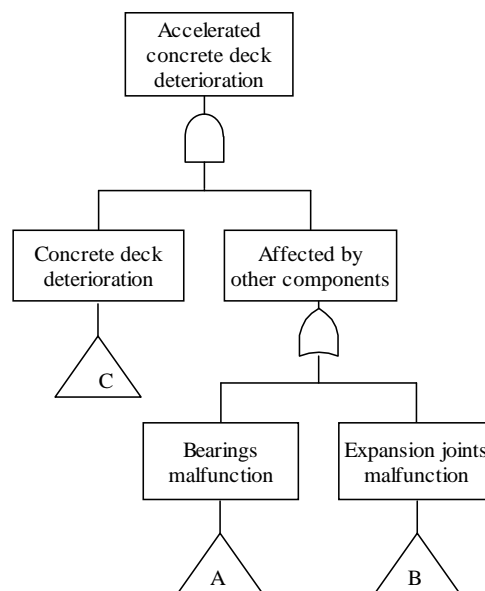 Accelerated
concrete deck
deterioration
Concrete deck
deterioration
Affected by
other components
C
Bearings
malfunction
Expansion joints
malfunction
A
B